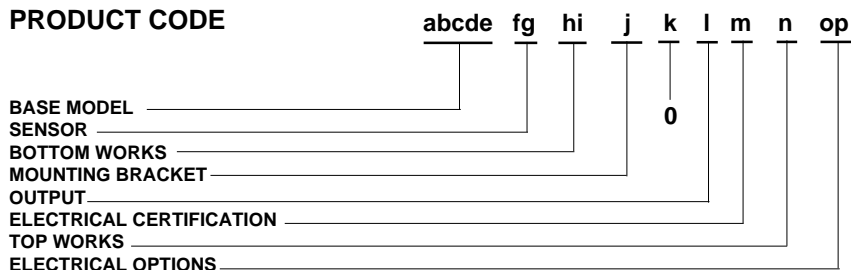 PRODUCT CODE abcde fg hi j k l m n op
BASE MODEL
0
SENSOR
BOTTOM WORKS
MOUNTING BRACKET
OUTPUT
ELECTRICAL CERTIFICATION
TOP WORKS
ELECTRICAL OPTIONS